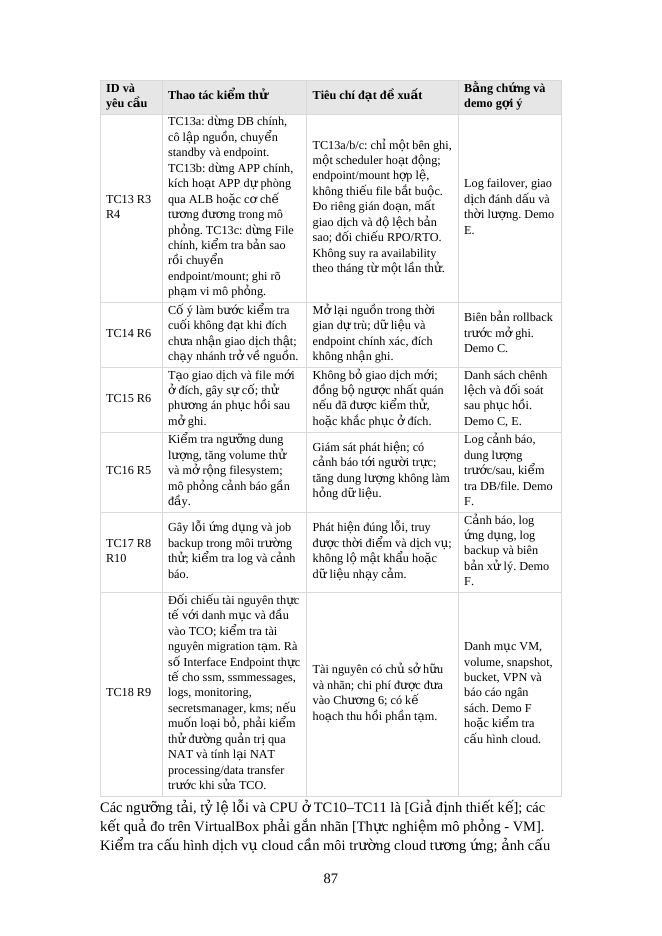 ID và
yêu cầu
Thao tác kiểm thử
Tiêu chí đạt đề xuất
Bằng chứng và
demo gợi ý
TC13 R3
R4
TC13a: dừng DB chính,
cô lập nguồn, chuyển
standby và endpoint.
TC13b: dừng APP chính,
kích hoạt APP dự phòng
qua ALB hoặc cơ chế
tương đương trong mô
phỏng. TC13c: dừng File
chính, kiểm tra bản sao
rồi chuyển
endpoint/mount; ghi rõ
phạm vi mô phỏng.
TC13a/b/c: chỉ một bên ghi,
một scheduler hoạt động;
endpoint/mount hợp lệ,
không thiếu file bắt buộc.
Đo riêng gián đoạn, mất
giao dịch và độ lệch bản
sao; đối chiếu RPO/RTO.
Không suy ra availability
theo tháng từ một lần thử.
Log failover, giao
dịch đánh dấu và
thời lượng. Demo
E.
TC14 R6
Cố ý làm bước kiểm tra
cuối không đạt khi đích
chưa nhận giao dịch thật;
chạy nhánh trở về nguồn.
Mở lại nguồn trong thời
gian dự trù; dữ liệu và
endpoint chính xác, đích
không nhận ghi.
Biên bản rollback
trước mở ghi.
Demo C.
TC15 R6
Tạo giao dịch và file mới
ở đích, gây sự cố; thử
phương án phục hồi sau
mở ghi.
Không bỏ giao dịch mới;
đồng bộ ngược nhất quán
nếu đã được kiểm thử,
hoặc khắc phục ở đích.
Danh sách chênh
lệch và đối soát
sau phục hồi.
Demo C, E.
TC16 R5
Kiểm tra ngưỡng dung
lượng, tăng volume thử
và mở rộng filesystem;
mô phỏng cảnh báo gần
đầy.
Giám sát phát hiện; có
cảnh báo tới người trực;
tăng dung lượng không làm
hỏng dữ liệu.
Log cảnh báo,
dung lượng
trước/sau, kiểm
tra DB/file. Demo
F.
TC17 R8
R10
Gây lỗi ứng dụng và job
backup trong môi trường
thử; kiểm tra log và cảnh
báo.
Phát hiện đúng lỗi, truy
được thời điểm và dịch vụ;
không lộ mật khẩu hoặc
dữ liệu nhạy cảm.
Cảnh báo, log
ứng dụng, log
backup và biên
bản xử lý. Demo
F.
TC18 R9
Đối chiếu tài nguyên thực
tế với danh mục và đầu
vào TCO; kiểm tra tài
nguyên migration tạm. Rà
số Interface Endpoint thực
tế cho ssm, ssmmessages,
logs, monitoring,
secretsmanager, kms; nếu
muốn loại bỏ, phải kiểm
thử đường quản trị qua
NAT và tính lại NAT
processing/data transfer
trước khi sửa TCO.
Tài nguyên có chủ sở hữu
và nhãn; chi phí được đưa
vào Chương 6; có kế
hoạch thu hồi phần tạm.
Danh mục VM,
volume, snapshot,
bucket, VPN và
báo cáo ngân
sách. Demo F
hoặc kiểm tra
cấu hình cloud.
Các ngưỡng tải, tỷ lệ lỗi và CPU ở TC10–TC11 là [Giả định thiết kế]; các
kết quả đo trên VirtualBox phải gắn nhãn [Thực nghiệm mô phỏng - VM].
Kiểm tra cấu hình dịch vụ cloud cần môi trường cloud tương ứng; ảnh cấu
87